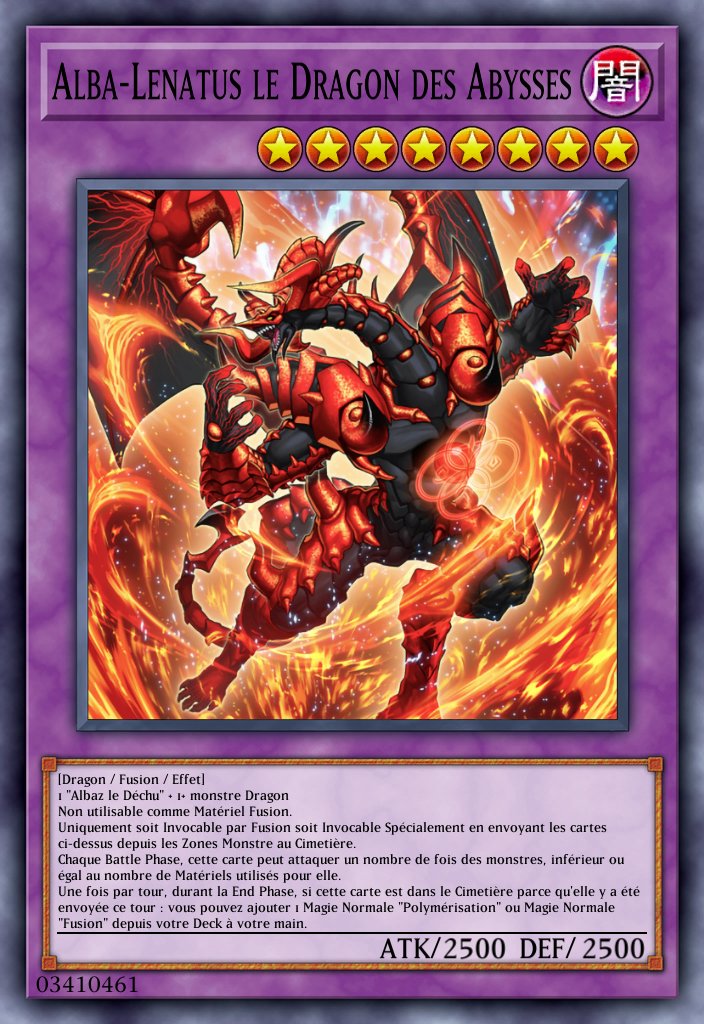 Alba-Lenatus le Dragon des Abysses
闇
[Dragon / Fusion / Effet]
1 "Albaz le Déchu" + 1+ monstre Dragon
Non utilisable comme Matériel Fusion.
Uniquement soit Invocable par Fusion soit Invocable Spécialement en envoyant les cartes
ci-dessus depuis les Zones Monstre au Cimetière.
Chaque Battle Phase, cette carte peut attaquer un nombre de fois des monstres, inférieur ou
égal au nombre de Matériels utilisés pour elle.
Une fois par tour, durant la End Phase, si cette carte est dans le Cimetière parce qu'elle y a été
envoyée ce tour : vous pouvez ajouter 1 Magie Normale "Polymérisation" ou Magie Normale
"Fusion" depuis votre Deck à votre main.
ATK/2500 DEF/ 2500
03410461